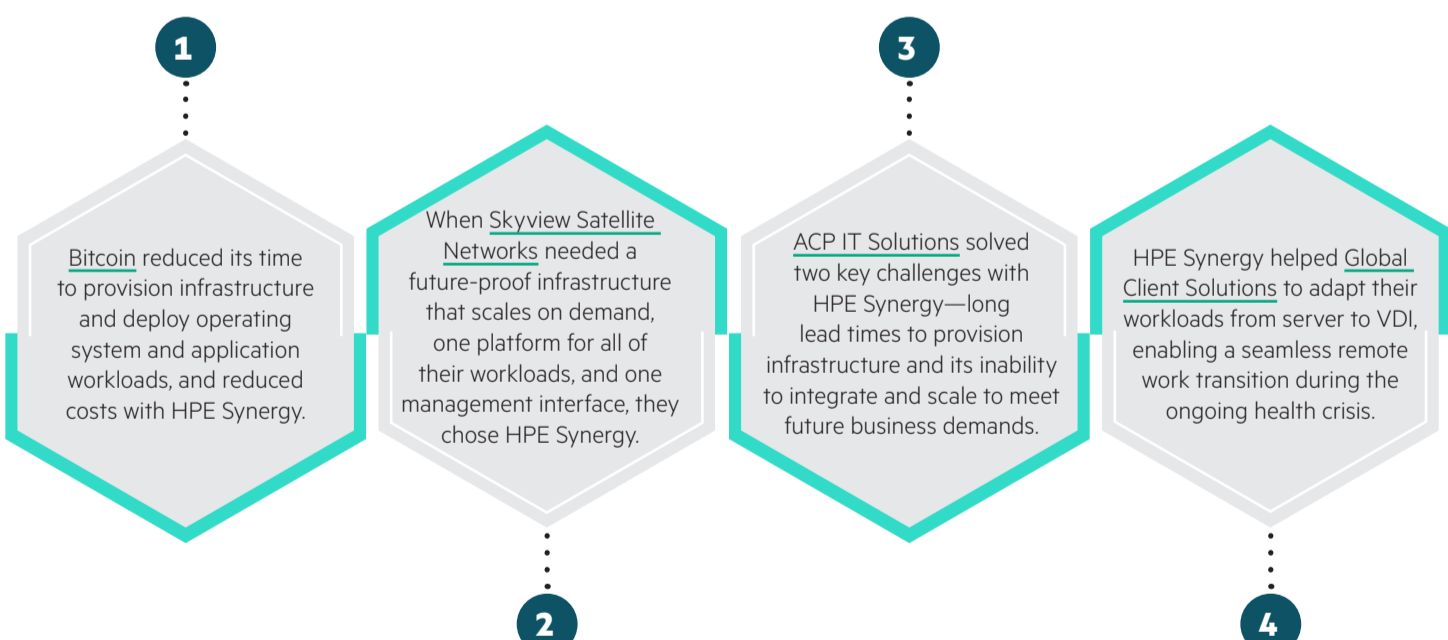 1
Bitcoin reduced its time
to provision infrastructure
and deploy operating
system and application
workloads, and reduced
costs with HPE Synergy.
When Skyview Satellite
Networks needed a
future-proof infrastructure
that scales on demand,
one platform for all of
their workloads, and one
management interface, they
chose HPE Synergy.
2
3
ACP IT Solutions solved
two key challenges with
HPE Synergy—long
lead times to provision
infrastructure and its inability
to integrate and scale to meet
future business demands.
HPE Synergy helped Global
Client Solutions to adapt their
workloads from server to VDI,
enabling a seamless remote
work transition during the
ongoing health crisis.
4